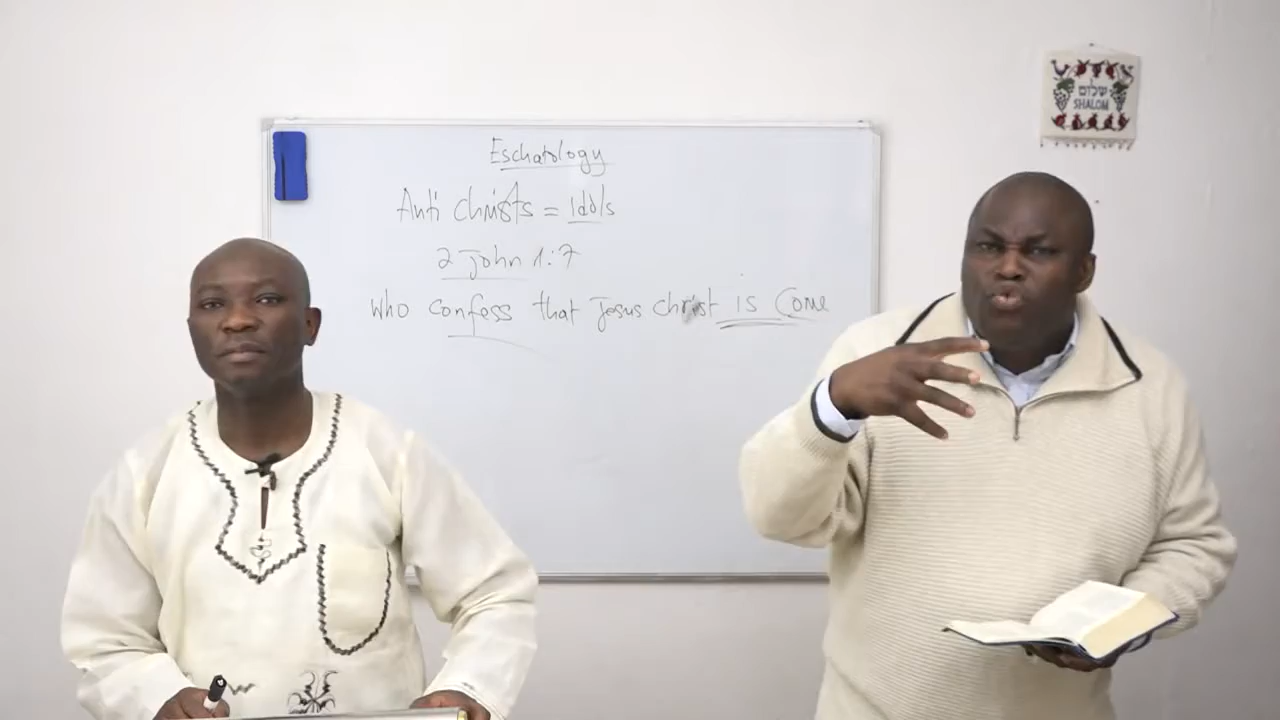 Eschatology
Anti Christs = Idols
2 John 1:7
who confess that Jesus christ is Come
שלום
SHALOM